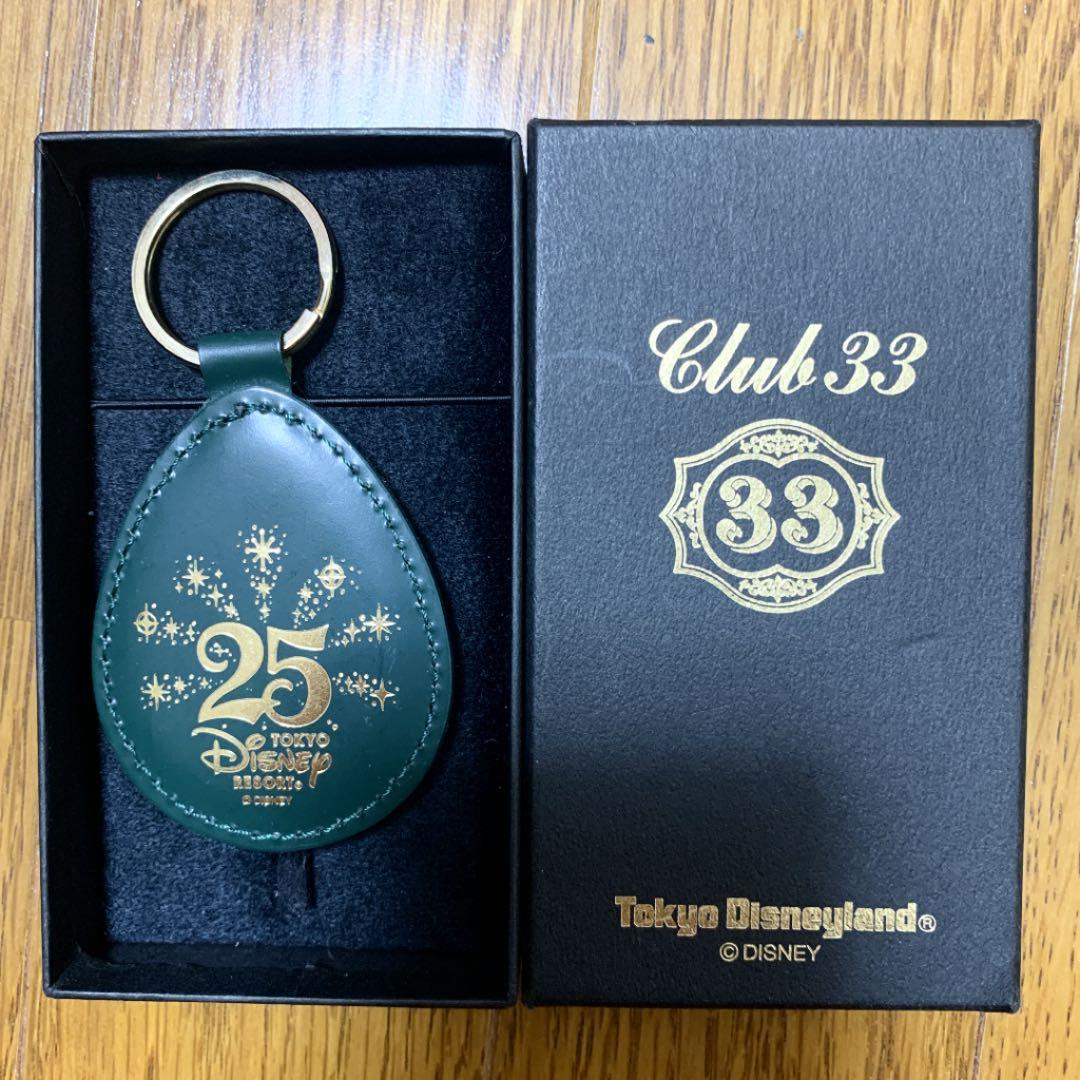 25
TOKYO
Disney
RESORT®
© DISNEY
Club 33
33
Tokyo Disneyland®
© DISNEY